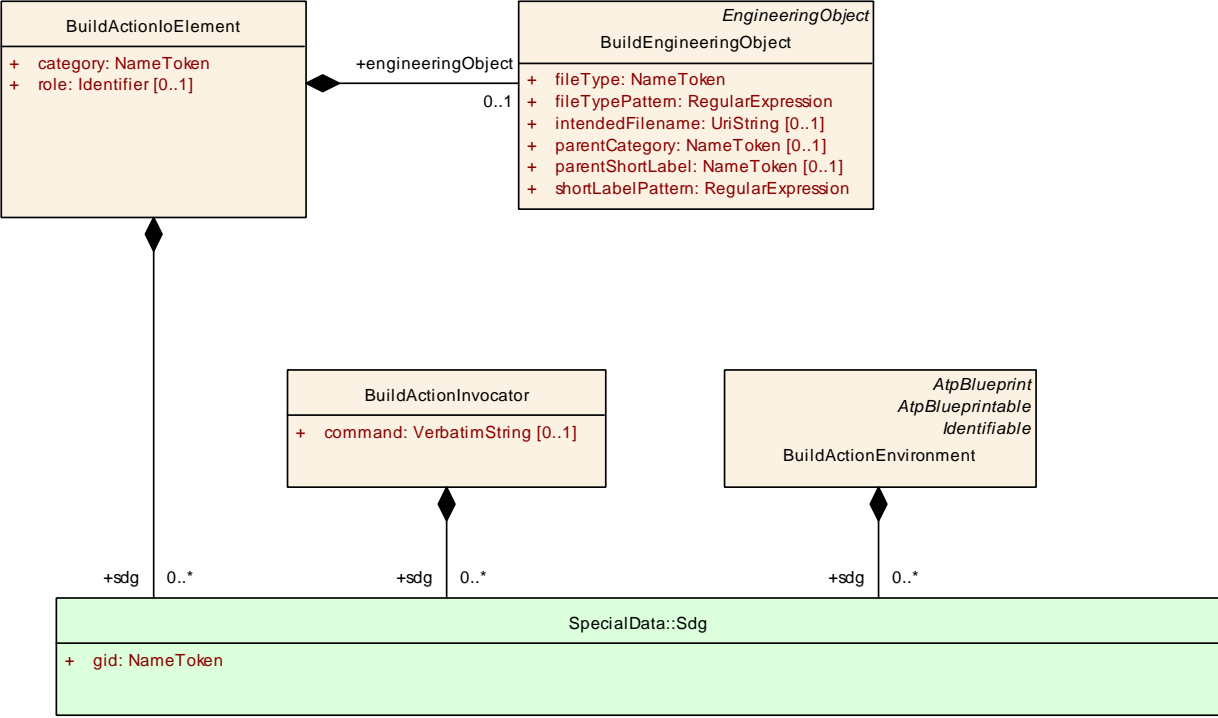 BuildActionIoElement
+ category: NameToken
+ role: Identifier [0..1]
+engineeringObject
0..1
EngineeringObject
BuildEngineeringObject
+ fileType: NameToken
+ fileTypePattern: RegularExpression
+ intendedFilename: UriString [0..1]
+ parentCategory: NameToken [0..1]
+ parentShortLabel: NameToken [0..1]
+ shortLabelPattern: RegularExpression
BuildActionInvocator
+ command: VerbatimString [0..1]
AtpBlueprint
AtpBlueprintable
Identifiable
BuildActionEnvironment
+sdg 0..*
+sdg 0..*
+sdg 0..*
SpecialData::Sdg
+ gid: NameToken